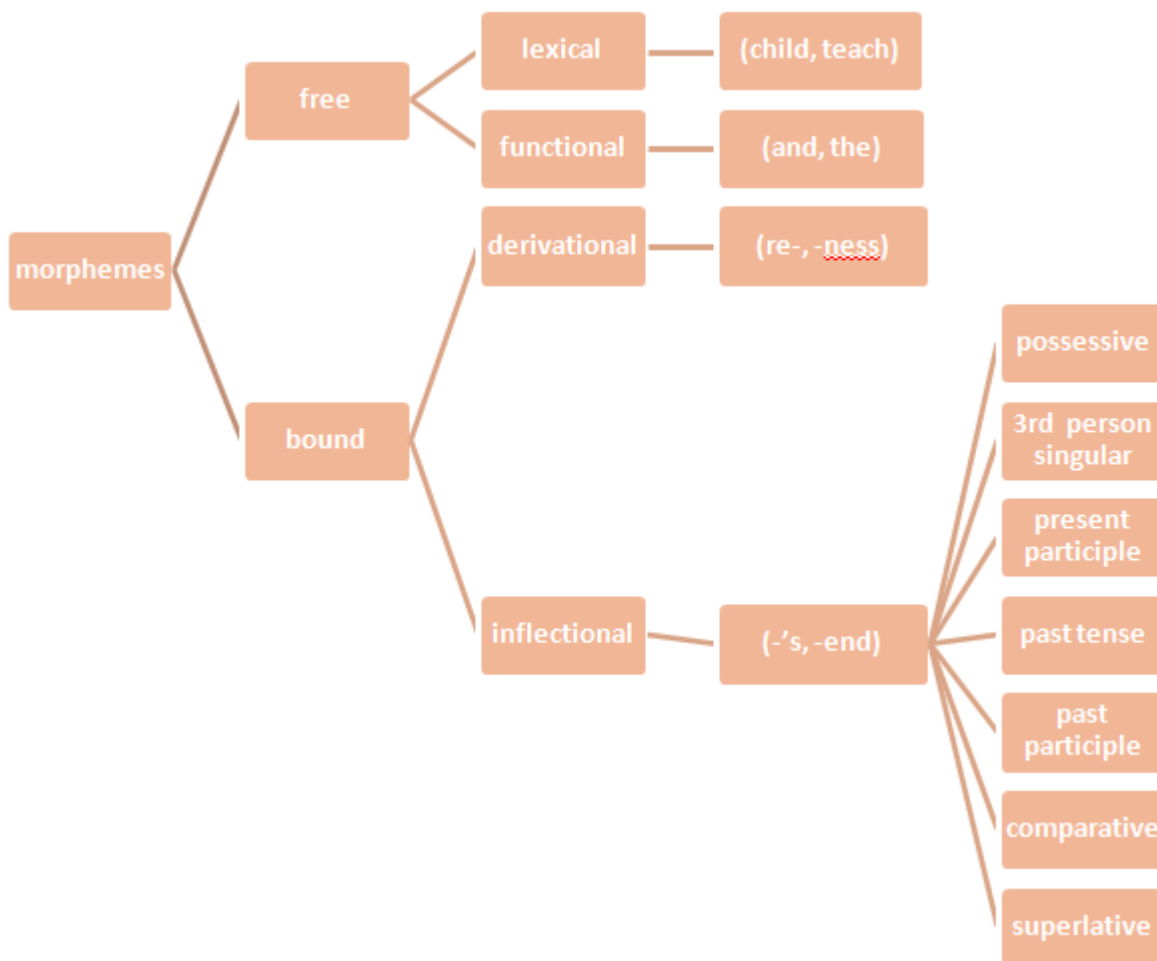 lexical
(child, teach)
free
functional
(and, the)
derivational
(re-, -ness)
morphemes
possessive
bound
3rd person
singular
present
participle
inflectional
(-'s, -end)
past tense
past
participle
comparative
superlative